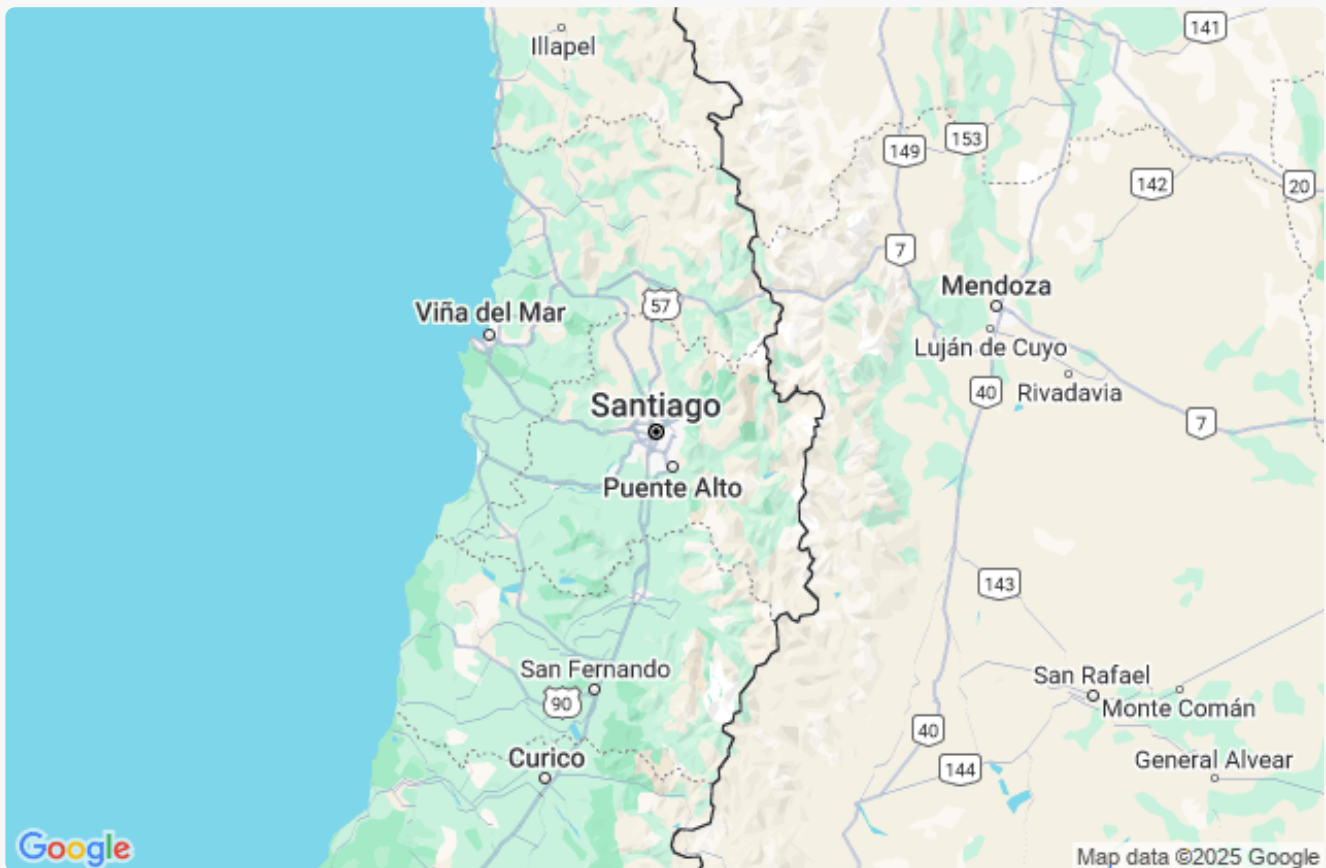 Illapel
141
153
149
142
20
7
Mendoza
57
Viña del Mar
Luján de Cuyo
40
Rivadavia
Santiago
7
Puente Alto
143
San Fernando
San Rafael
90
Monte Común
40
Curico
144
General Alvear
Google
Map data ©2025 Google